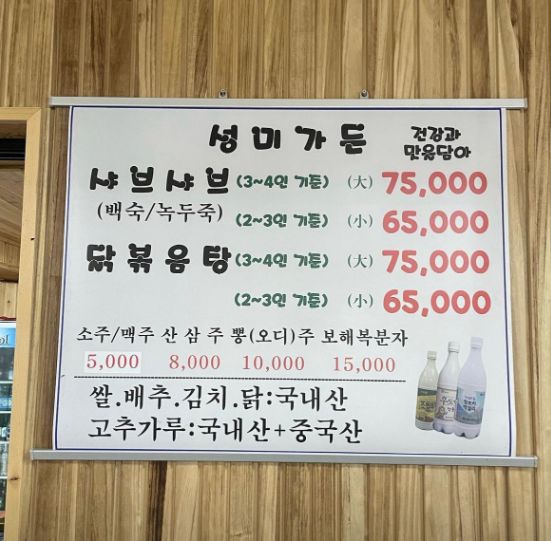 성미가든 건강과 맛을담아
샤브샤브 (3~4인 기준) (大) 75,000
(백숙/녹두죽) (2~3인 기준) (小) 65,000
닭볶음탕 (3~4인 기준) (大) 75,000
(2~3인 기준) (小) 65,000
소주/맥주 산삼주 뽕(오디)주 보해복분자
5,000 8,000 10,000 15,000
쌀.배추.김치.닭:국내산
고추가루:국내산+중국산